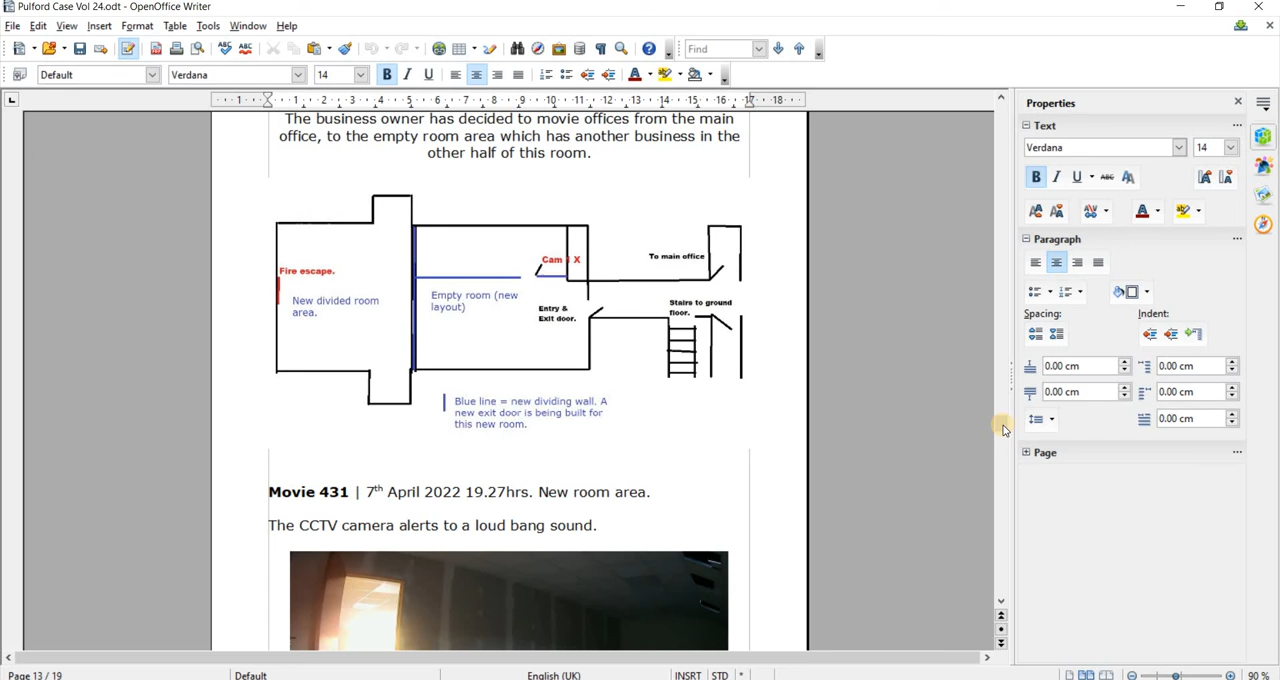 Pulford Case Vol 24.odt - OpenOffice Writer
File Edit View Insert Format Table Tools Window Help
Find
Default Verdana 14
Properties
Text
Verdana 14
Paragraph
Spacing: Indent:
0.00 cm 0.00 cm
0.00 cm 0.00 cm
0.00 cm
Page
The business owner has decided to movie offices from the main
office, to the empty room area which has another business in the
other half of this room.
Fire escape.
New divided room
area.
Empty room (new
layout)
Cam 1 X
Entry &
Exit door.
To main office
Stairs to ground
floor.
Blue line = new dividing wall. A
new exit door is being built for
this new room.
Movie 431 | 7th April 2022 19.27hrs. New room area.
The CCTV camera alerts to a loud bang sound.
Page 13 / 19 Default English (UK) INSRT STD * 90 %